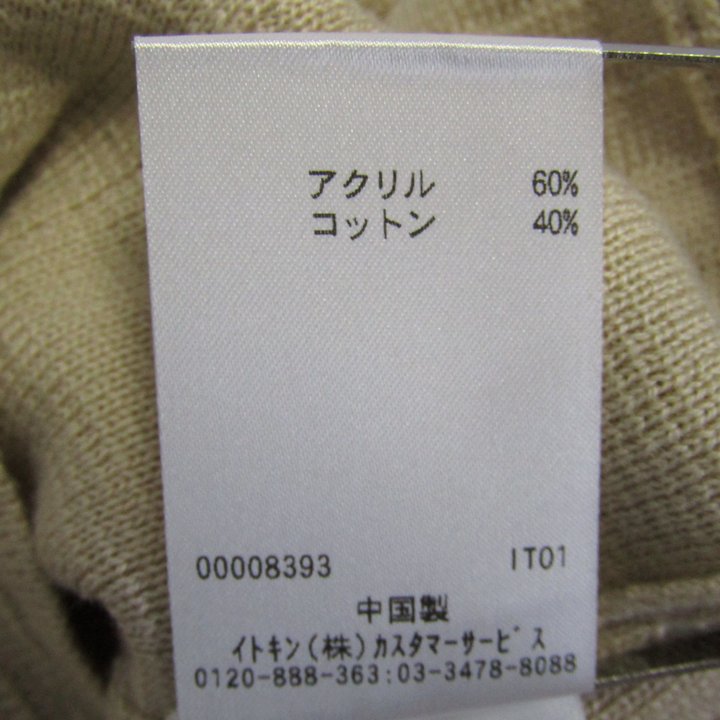 アクリル 60%
コットン 40%
00008393 IT01
中国製
ｲﾄｷﾝ(株)ｶｽﾀﾏｰｻｰﾋﾞｽ
0120-888-363:03-3478-8088